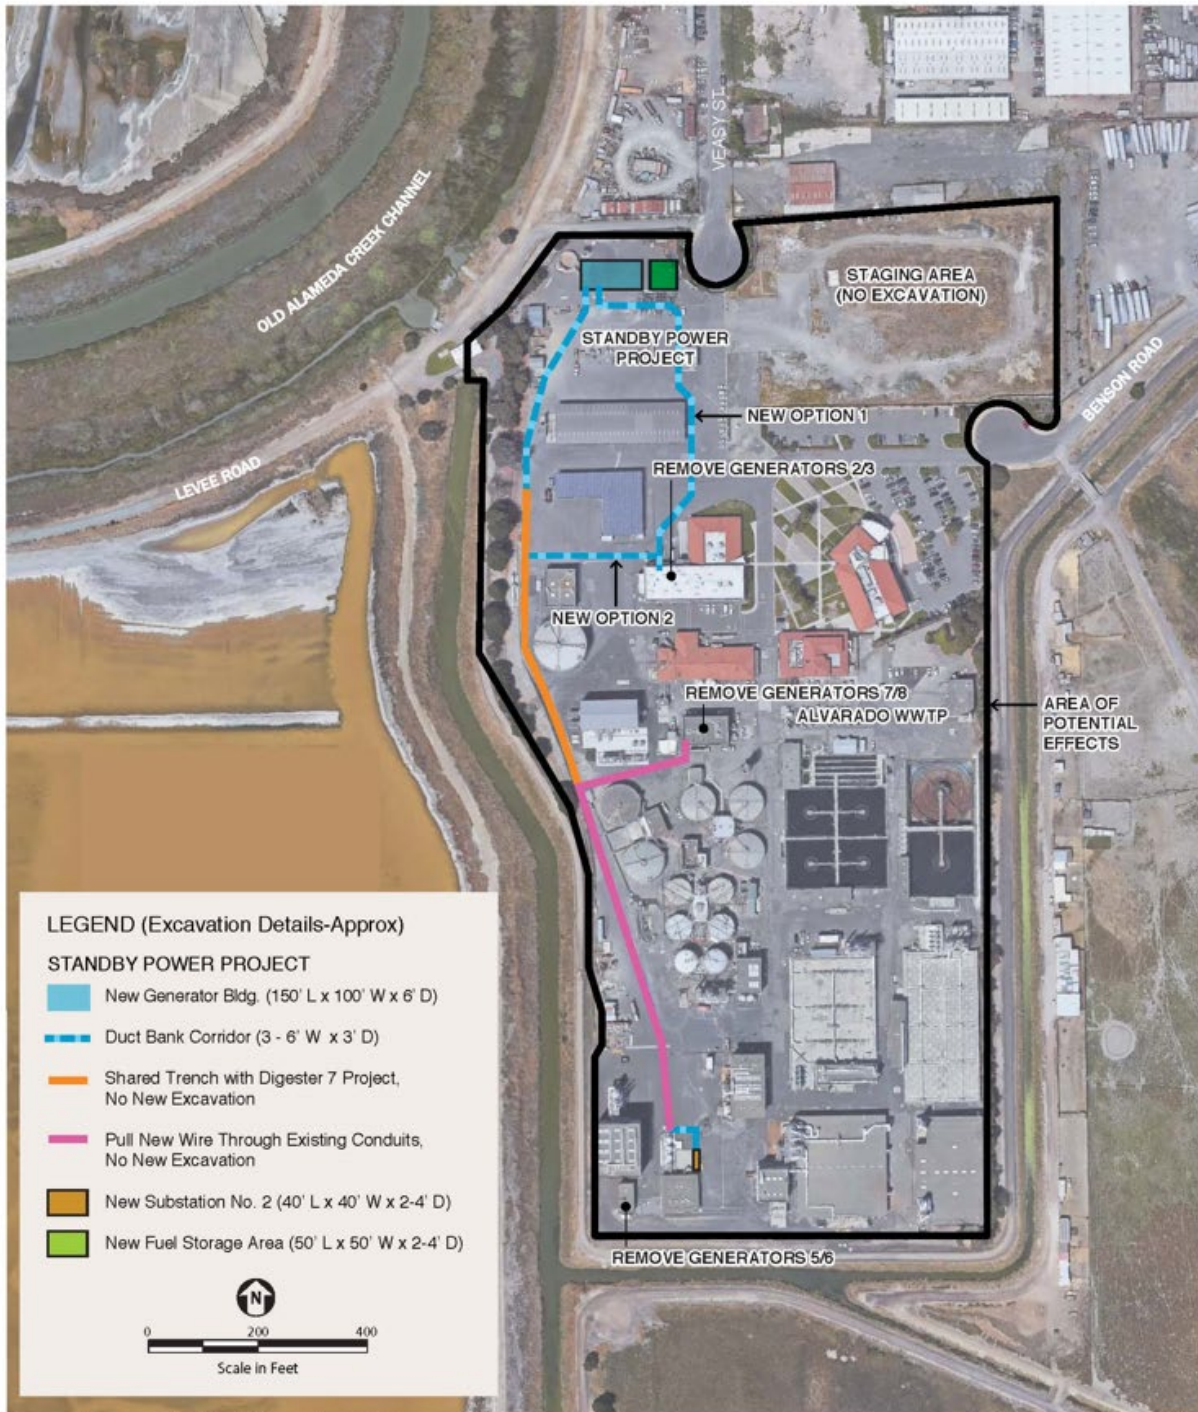 VEASY ST.
OLD ALAMEDA CREEK CHANNEL
STAGING AREA
(NO EXCAVATION)
STANDBY POWER
PROJECT
BENSON ROAD
NEW OPTION 1
LEVEE ROAD
REMOVE GENERATORS 2/3
NEW OPTION 2
REMOVE GENERATORS 7/8
ALVARADO WWTP
AREA OF
POTENTIAL
EFFECTS
LEGEND (Excavation Details-Approx)
STANDBY POWER PROJECT
New Generator Bldg. (150' L x 100' W x 6' D)
Duct Bank Corridor (3 - 6' W x 3' D)
Shared Trench with Digester 7 Project,
No New Excavation
Pull New Wire Through Existing Conduits,
No New Excavation
New Substation No. 2 (40' L x 40' W x 2-4' D)
New Fuel Storage Area (50' L x 50' W x 2-4' D)
REMOVE GENERATORS 5/6
N
0 200 400
Scale in Feet